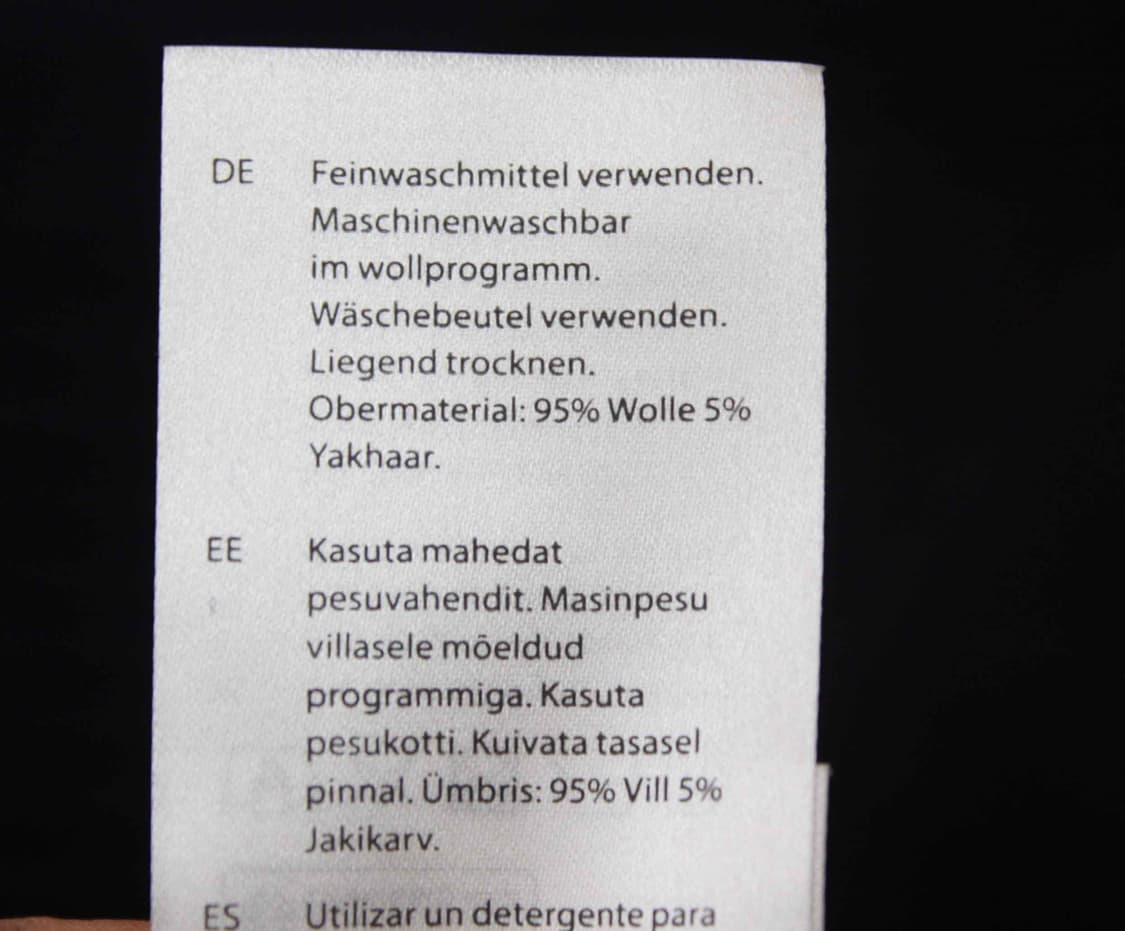 DE Feinwaschmittel verwenden.
Maschinenwaschbar
im wollprogramm.
Wäschebeutel verwenden.
Liegend trocknen.
Obermaterial: 95% Wolle 5%
Yakhaar.
EE Kasuta mahedat
pesuvahendit. Masinpesu
villasele mõeldud
programmiga. Kasuta
pesukotti. Kuivata tasasel
pinnal. Ümbris: 95% Vill 5%
Jakikarv.
ES Utilizar un detergente para